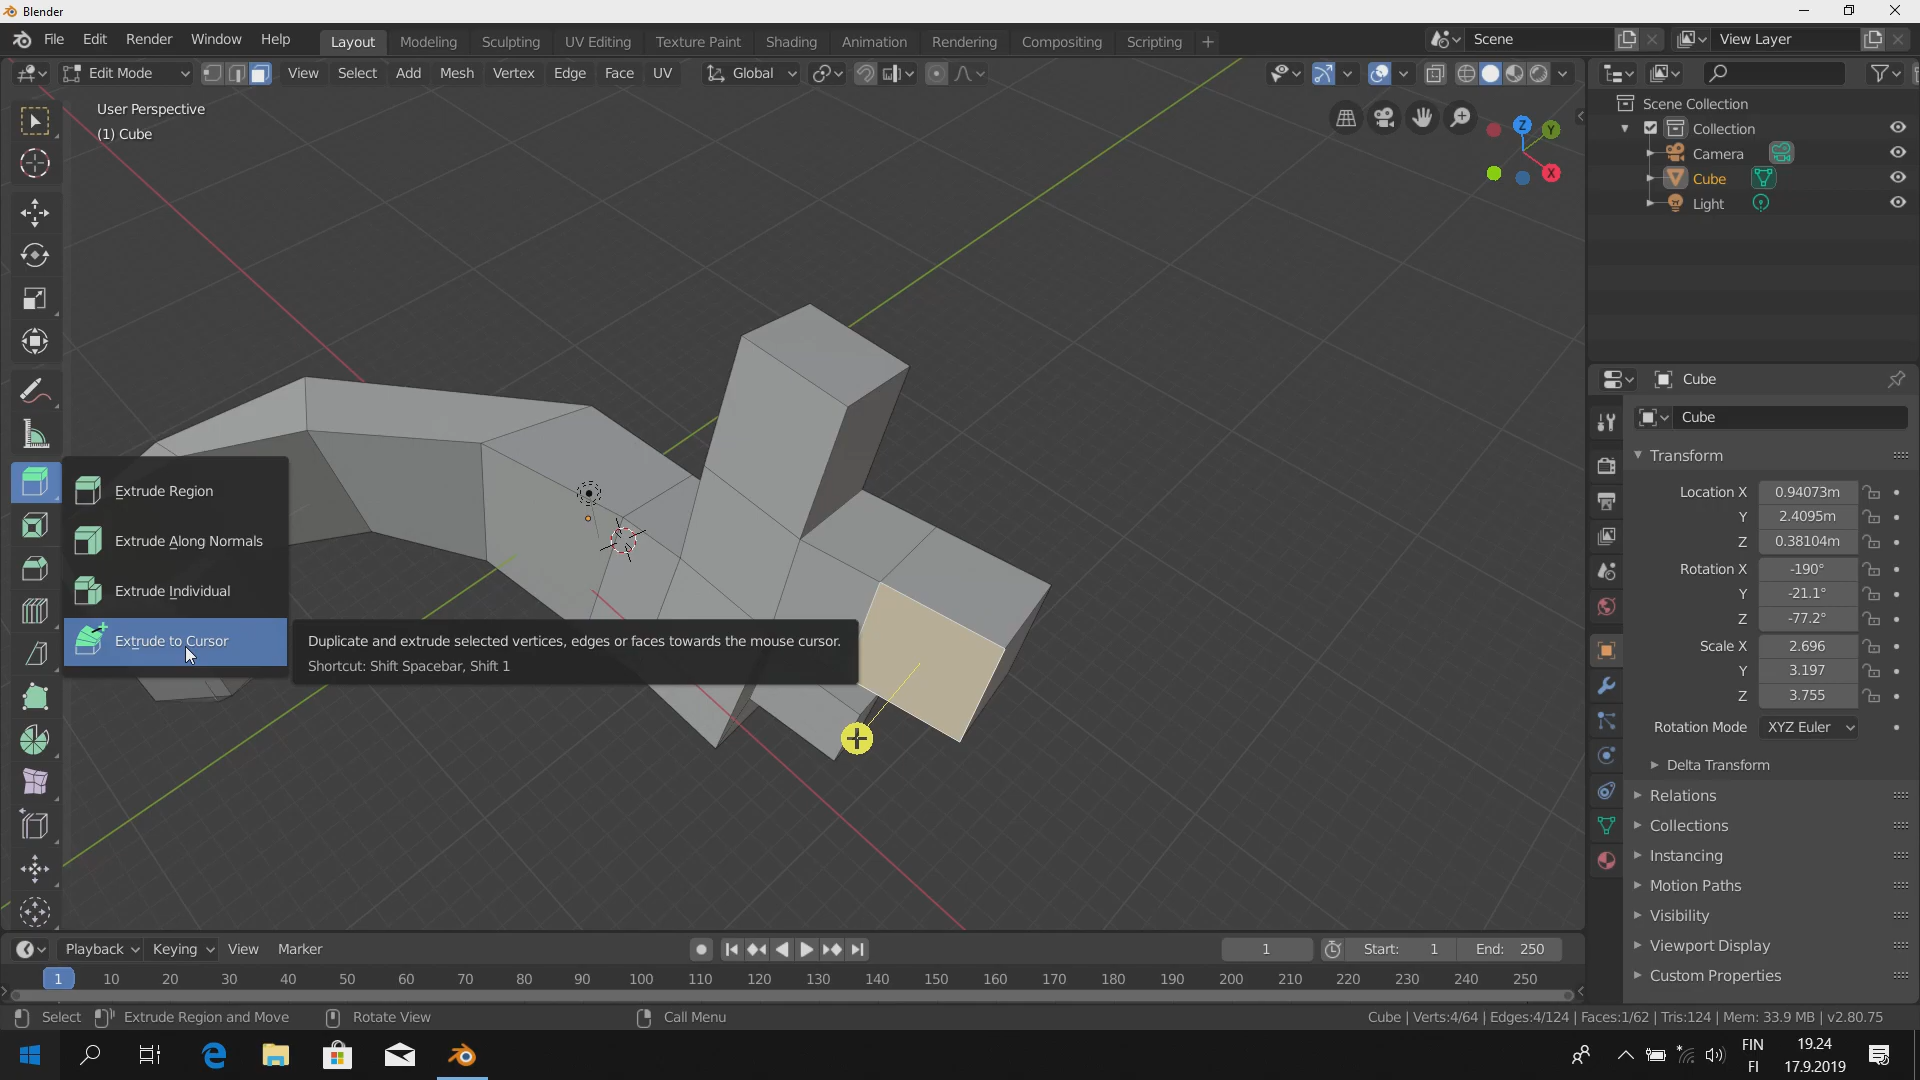 Blender
File Edit Render Window Help Layout Modeling Sculpting UV Editing Texture Paint Shading Animation Rendering Compositing Scripting + Scene View Layer
Edit Mode View Select Add Mesh Vertex Edge Face UV Global
User Perspective
(1) Cube
Z Y X
Scene Collection
Collection
Camera
Cube
Light
Extrude Region
Extrude Along Normals
Extrude Individual
Extrude to Cursor
Duplicate and extrude selected vertices, edges or faces towards the mouse cursor.
Shortcut: Shift Spacebar, Shift 1
Cube
Cube
Transform
Location X 0.94073m
Y 2.4095m
Z 0.38104m
Rotation X -190°
Y -21.1°
Z -77.2°
Scale X 2.696
Y 3.197
Z 3.755
Rotation Mode XYZ Euler
Delta Transform
Relations
Collections
Instancing
Motion Paths
Visibility
Viewport Display
Custom Properties
Playback Keying View Marker 1 Start: 1 End: 250
1 10 20 30 40 50 60 70 80 90 100 110 120 130 140 150 160 170 180 190 200 210 220 230 240 250
Select Extrude Region and Move Rotate View Call Menu Cube | Verts:4/64 | Edges:4/124 | Faces:1/62 | Tris:124 | Mem: 33.9 MB | v2.80.75
FIN 19.24
FI 17.9.2019